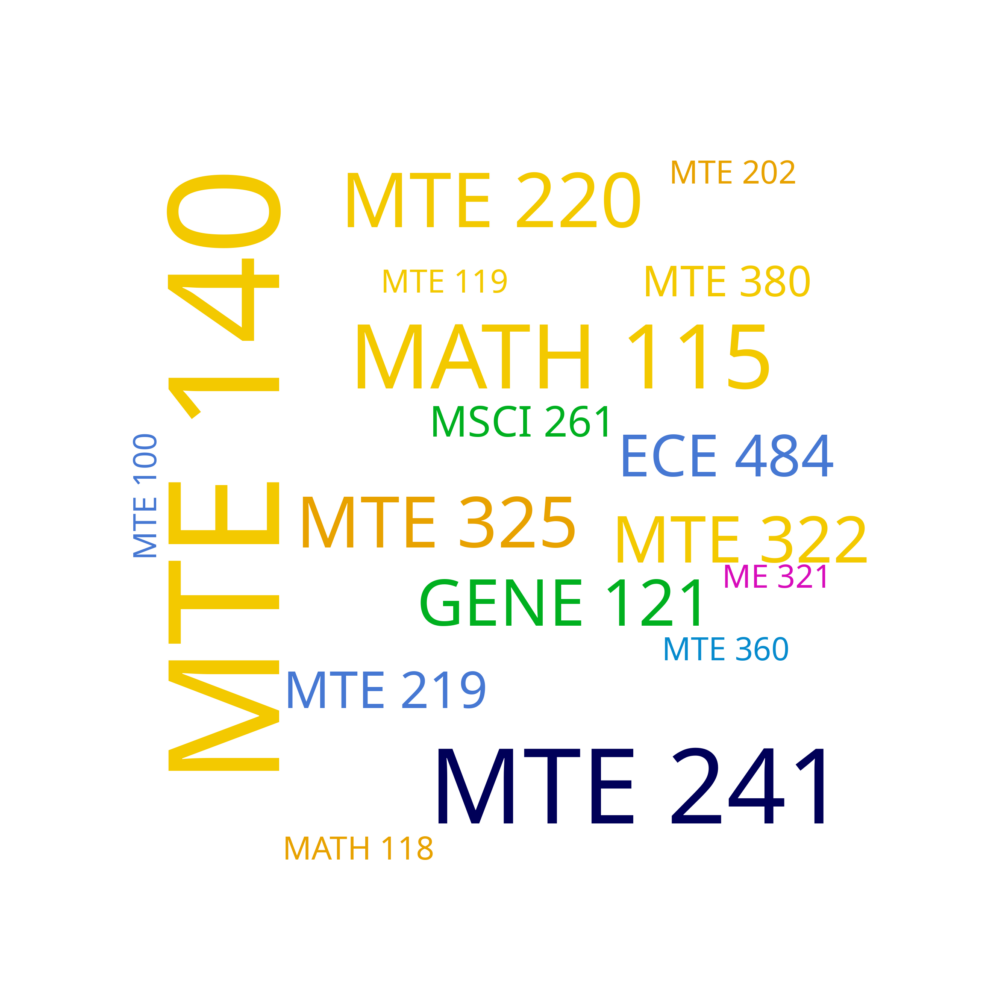 MTE 140
MTE 220
MTE 202
MTE 119
MTE 380
MATH 115
MSCI 261
ECE 484
MTE 100
MTE 325
MTE 322
ME 321
GENE 121
MTE 360
MTE 219
MTE 241
MATH 118